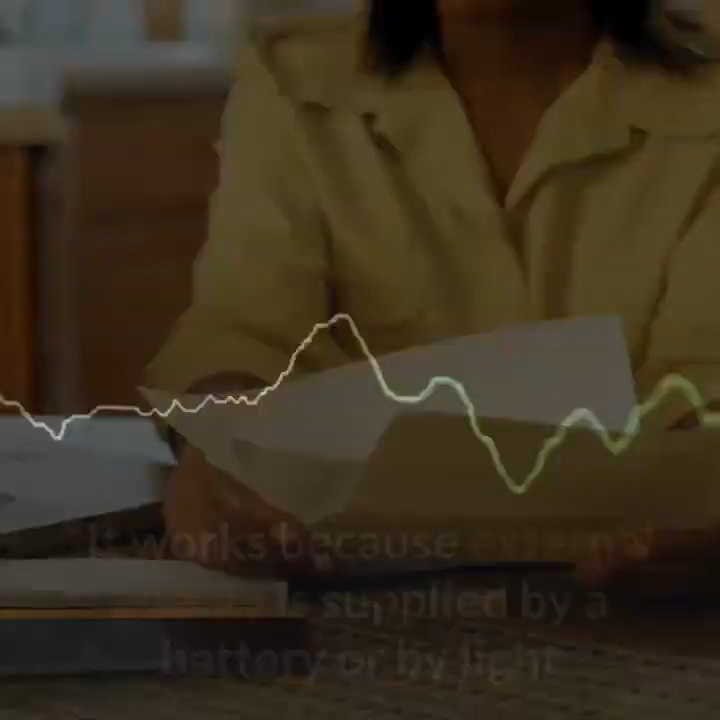 It works because external
is supplied by a
battery or by light